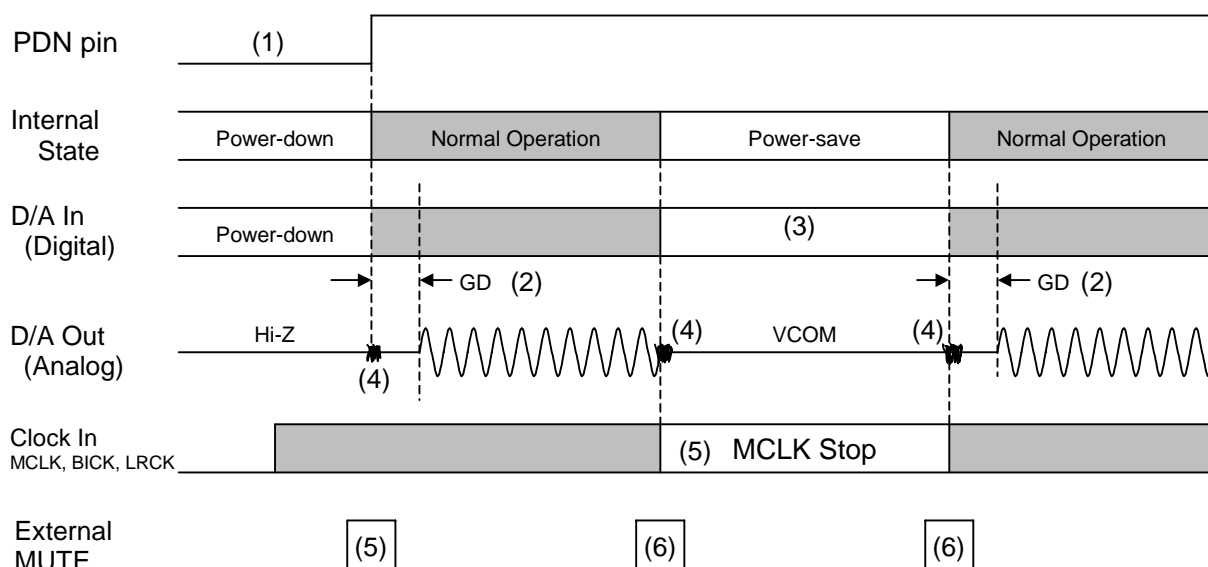 PDN pin
(1)
Internal
State
Power-down
Normal Operation
Power-save
Normal Operation
D/A In
(Digital)
Power-down
(3)
GD (2)
GD (2)
D/A Out
(Analog)
Hi-Z
(4)
(4)
VCOM
(4)
Clock In
MCLK, BICK, LRCK
(5) MCLK Stop
External
MUTE
(5)
(6)
(6)